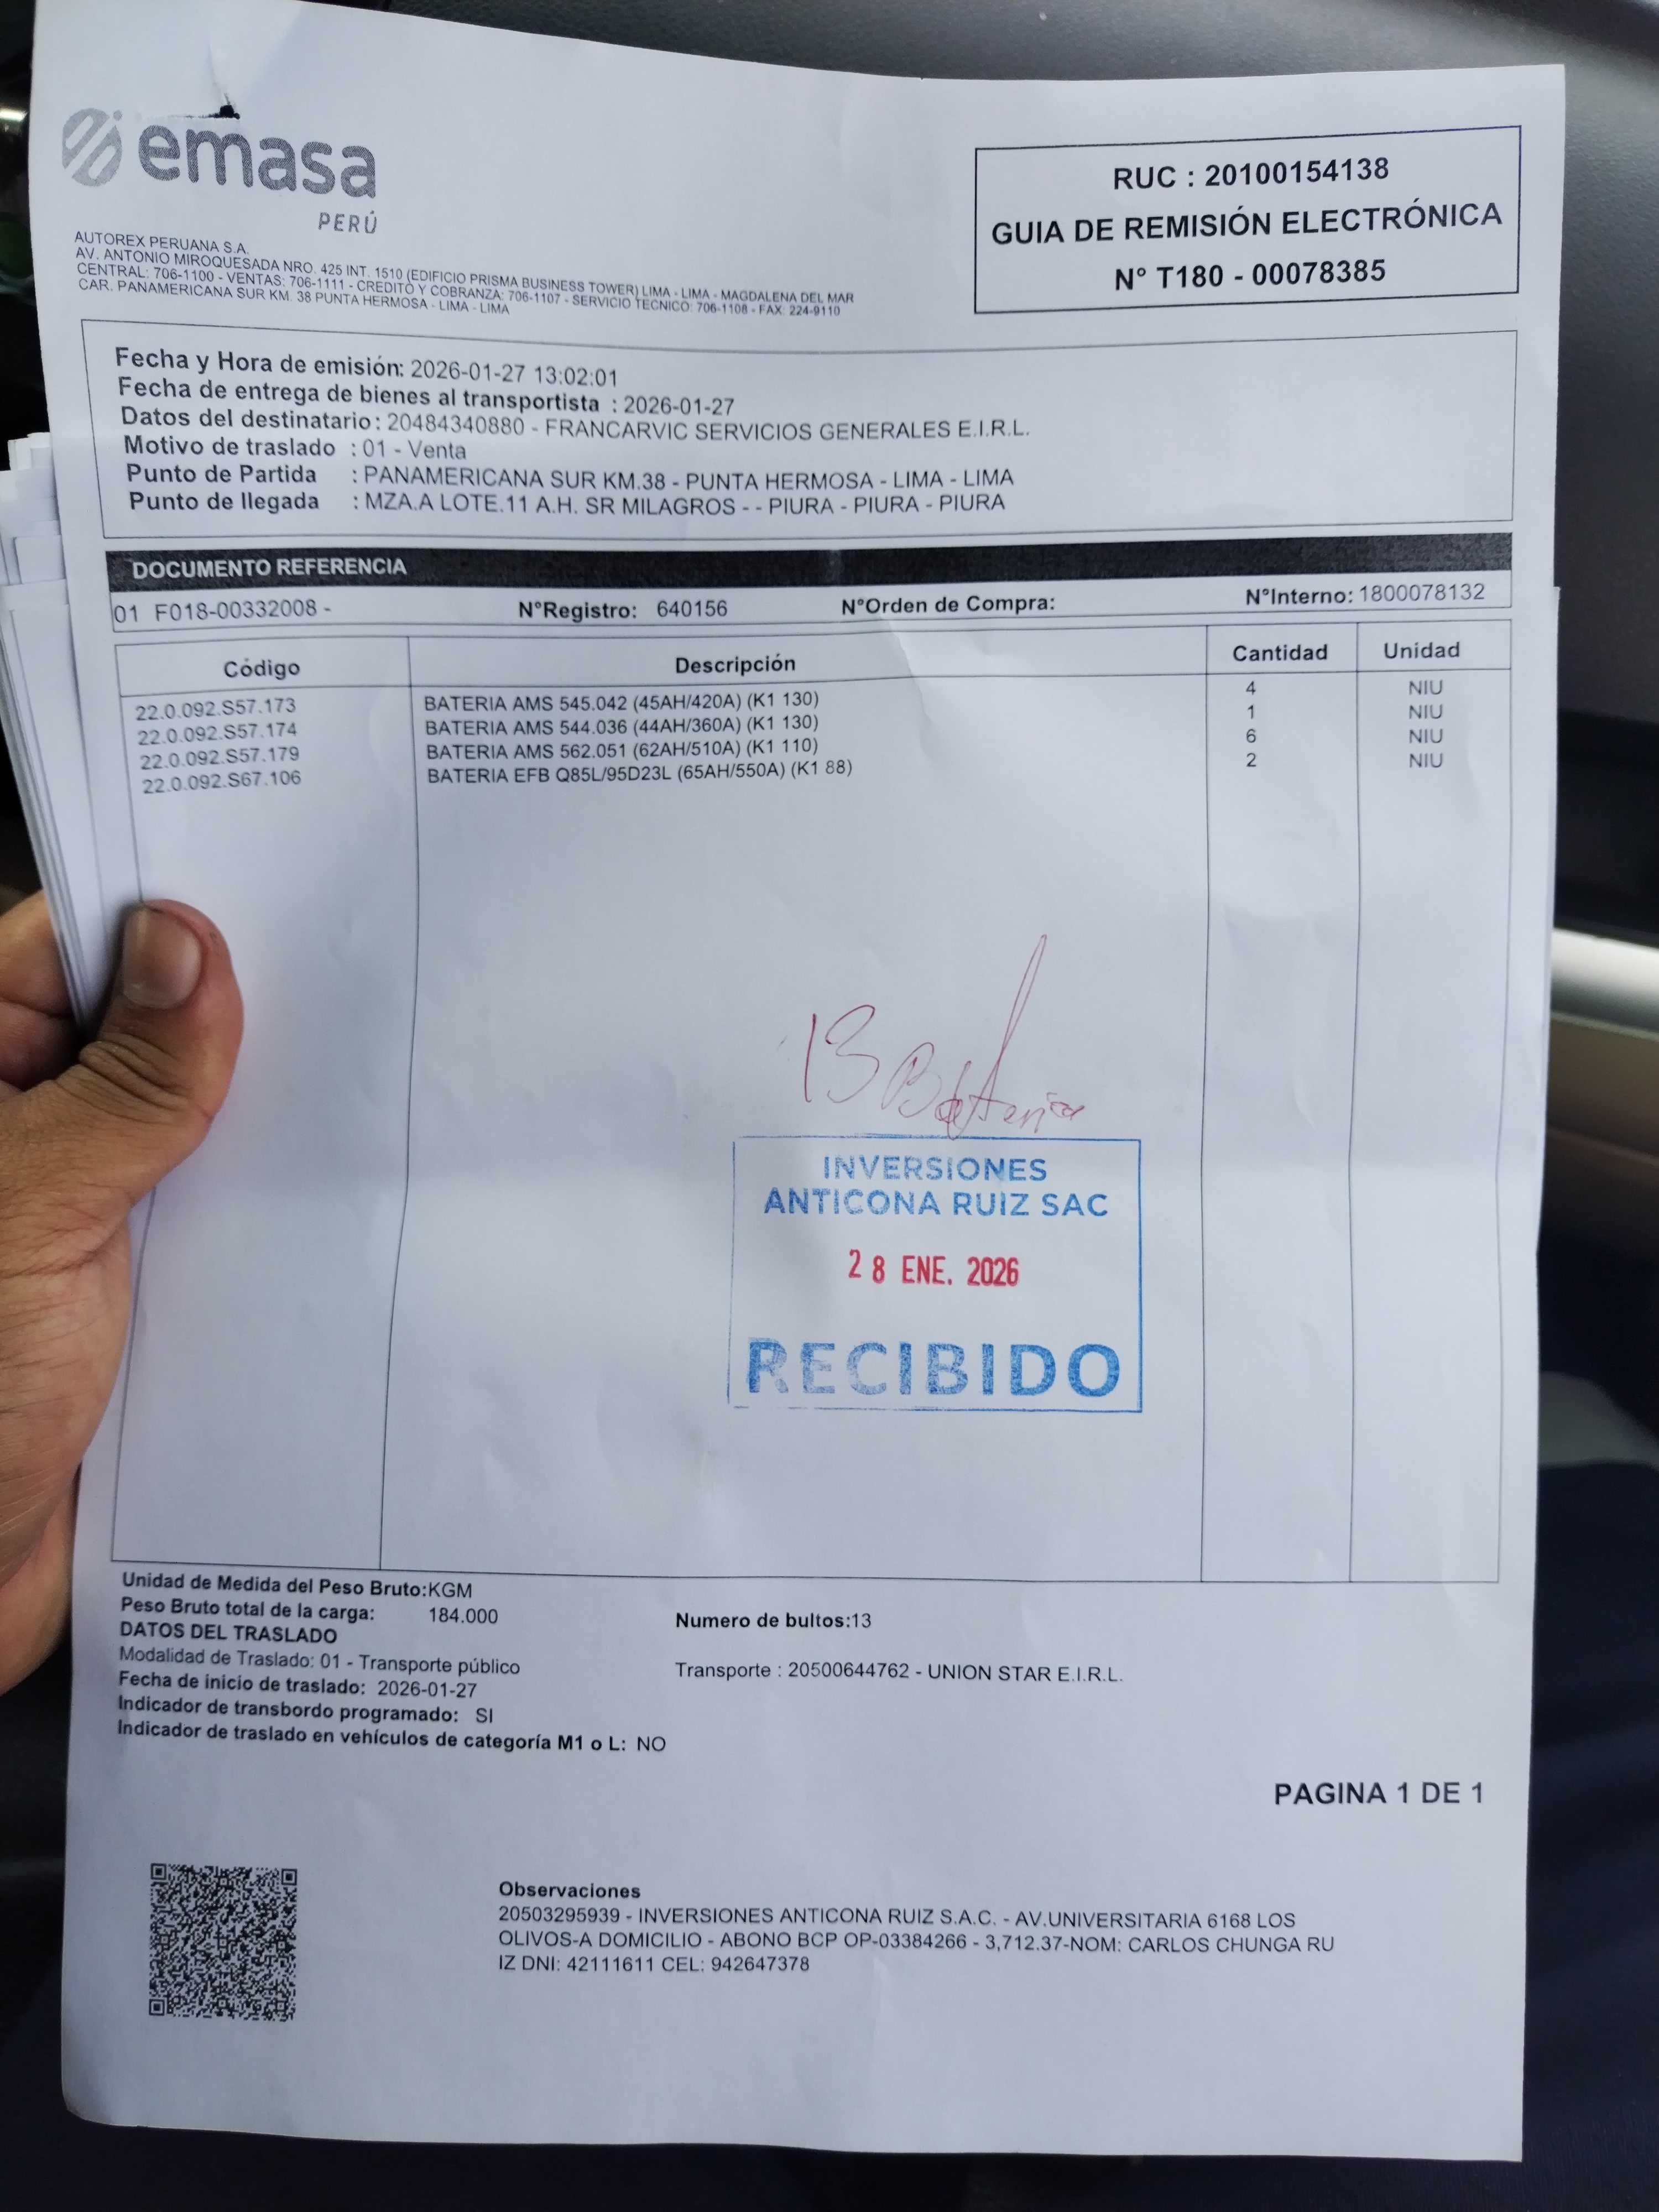 emasa
PERÚ
AUTOREX PERUANA S.A.
AV. ANTONIO MIROQUESADA NRO. 425 INT. 1510 (EDIFICIO PRISMA BUSINESS TOWER) LIMA - LIMA - MAGDALENA DEL MAR
CENTRAL: 706-1100 - VENTAS: 706-1111 - CREDITO Y COBRANZA: 706-1107 - SERVICIO TECNICO: 706-1108 - FAX: 224-9110
CAR. PANAMERICANA SUR KM. 38 PUNTA HERMOSA - LIMA - LIMA
RUC : 20100154138
GUIA DE REMISIÓN ELECTRÓNICA
N° T180 - 00078385
Fecha y Hora de emisión: 2026-01-27 13:02:01
Fecha de entrega de bienes al transportista : 2026-01-27
Datos del destinatario : 20484340880 - FRANCARVIC SERVICIOS GENERALES E.I.R.L.
Motivo de traslado : 01 - Venta
Punto de Partida : PANAMERICANA SUR KM.38 - PUNTA HERMOSA - LIMA - LIMA
Punto de llegada : MZA.A LOTE.11 A.H. SR MILAGROS - - PIURA - PIURA - PIURA
DOCUMENTO REFERENCIA
01 F018-00332008 - N°Registro: 640156 N°Orden de Compra: N°Interno: 1800078132
Código Descripción Cantidad Unidad
22.0.092.S57.173 BATERIA AMS 545.042 (45AH/420A) (K1 130) 4 NIU
22.0.092.S57.174 BATERIA AMS 544.036 (44AH/360A) (K1 130) 1 NIU
22.0.092.S57.179 BATERIA AMS 562.051 (62AH/510A) (K1 110) 6 NIU
22.0.092.S67.106 BATERIA EFB Q85L/95D23L (65AH/550A) (K1 88) 2 NIU
13 Bateria
INVERSIONES
ANTICONA RUIZ SAC
28 ENE. 2026
RECIBIDO
Unidad de Medida del Peso Bruto:KGM
Peso Bruto total de la carga: 184.000 Numero de bultos:13
DATOS DEL TRASLADO
Modalidad de Traslado: 01 - Transporte público Transporte : 20500644762 - UNION STAR E.I.R.L.
Fecha de inicio de traslado: 2026-01-27
Indicador de transbordo programado: SI
Indicador de traslado en vehículos de categoría M1 o L: NO
PAGINA 1 DE 1
Observaciones
20503295939 - INVERSIONES ANTICONA RUIZ S.A.C. - AV.UNIVERSITARIA 6168 LOS
OLIVOS-A DOMICILIO - ABONO BCP OP-03384266 - 3,712.37-NOM: CARLOS CHUNGA RU
IZ DNI: 42111611 CEL: 942647378